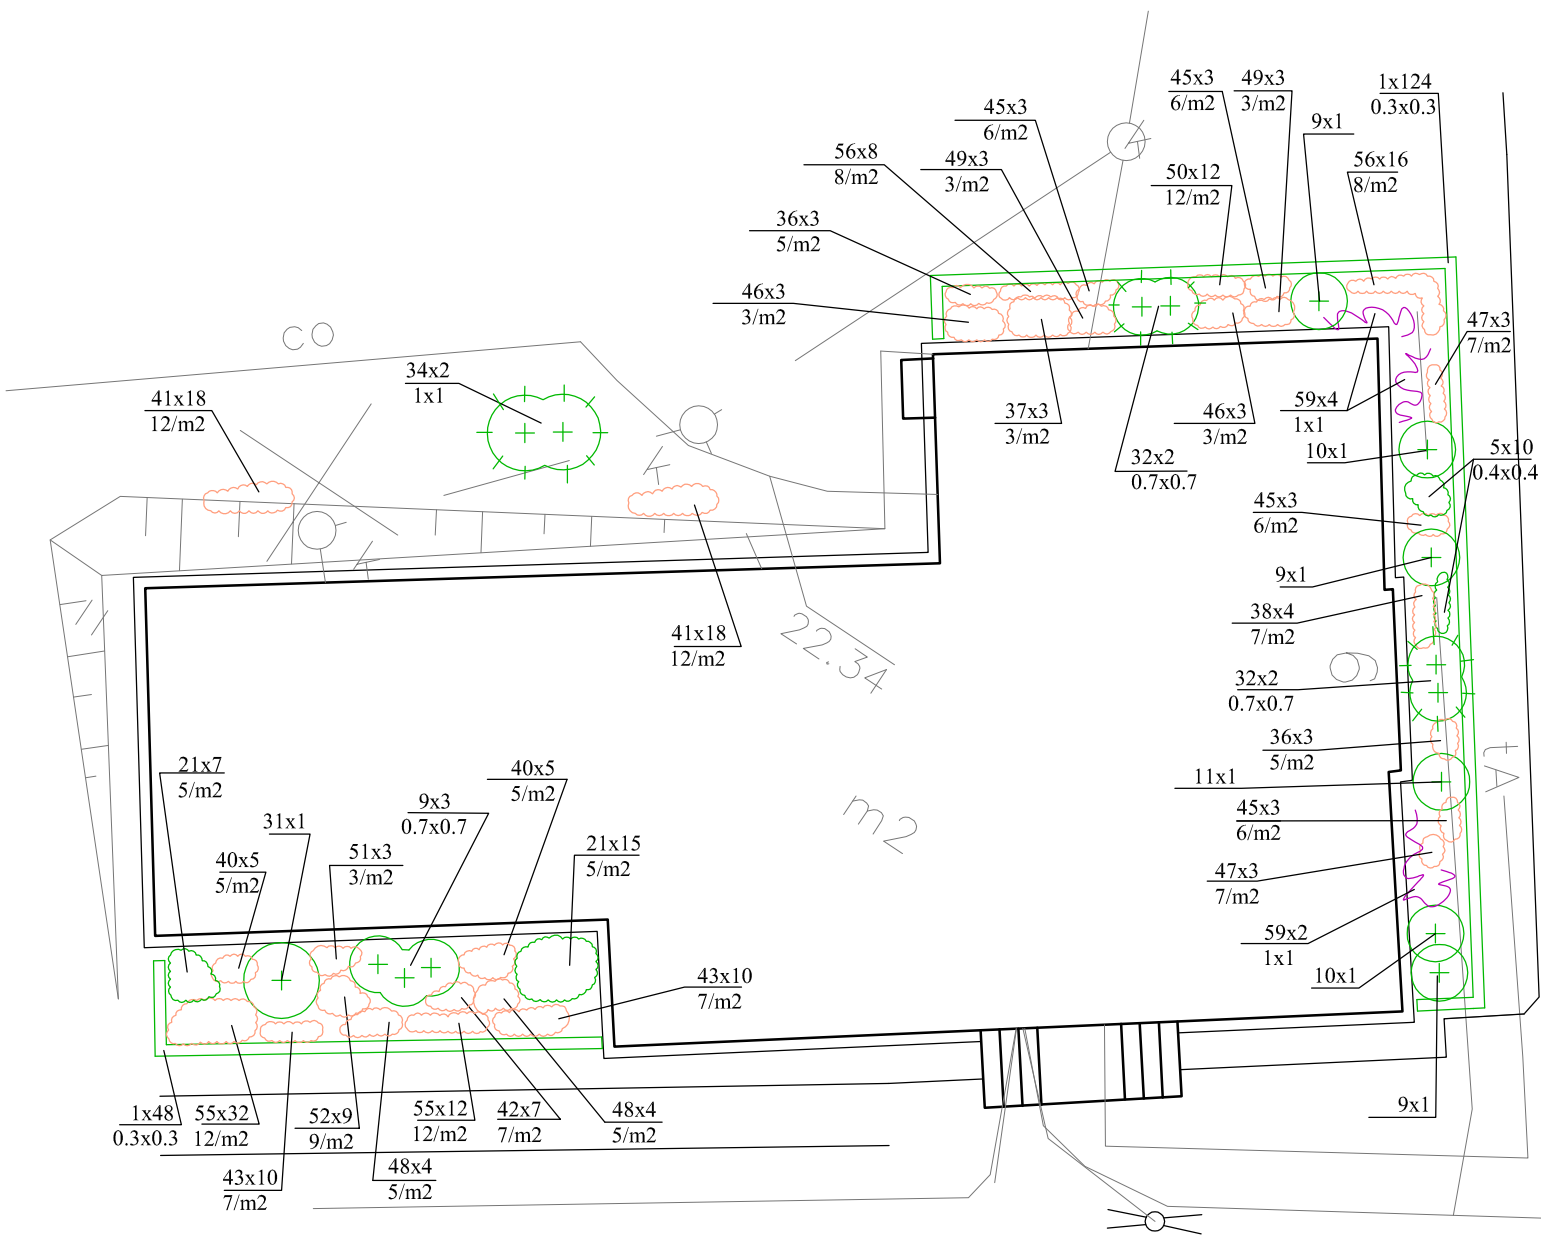 45x3
6/m2
49x3
3/m2
1x124
0.3x0.3
45x3
6/m2
9x1
56x8
8/m2
49x3
3/m2
50x12
12/m2
56x16
8/m2
36x3
5/m2
46x3
3/m2
co
47x3
7/m2
34x2
1x1
41x18
12/m2
37x3
3/m2
46x3
3/m2
59x4
1x1
32x2
0.7x0.7
10x1
5x10
0.4x0.4
45x3
6/m2
9x1
38x4
7/m2
41x18
12/m2
22.34
32x2
0.7x0.7
36x3
5/m2
tA
11x1
21x7
5/m2
40x5
5/m2
9x3
0.7x0.7
m2
45x3
6/m2
31x1
51x3
3/m2
40x5
5/m2
21x15
5/m2
47x3
7/m2
59x2
1x1
10x1
43x10
7/m2
1x48
0.3x0.3
55x32
12/m2
52x9
9/m2
55x12
12/m2
42x7
7/m2
48x4
5/m2
9x1
43x10
7/m2
48x4
5/m2